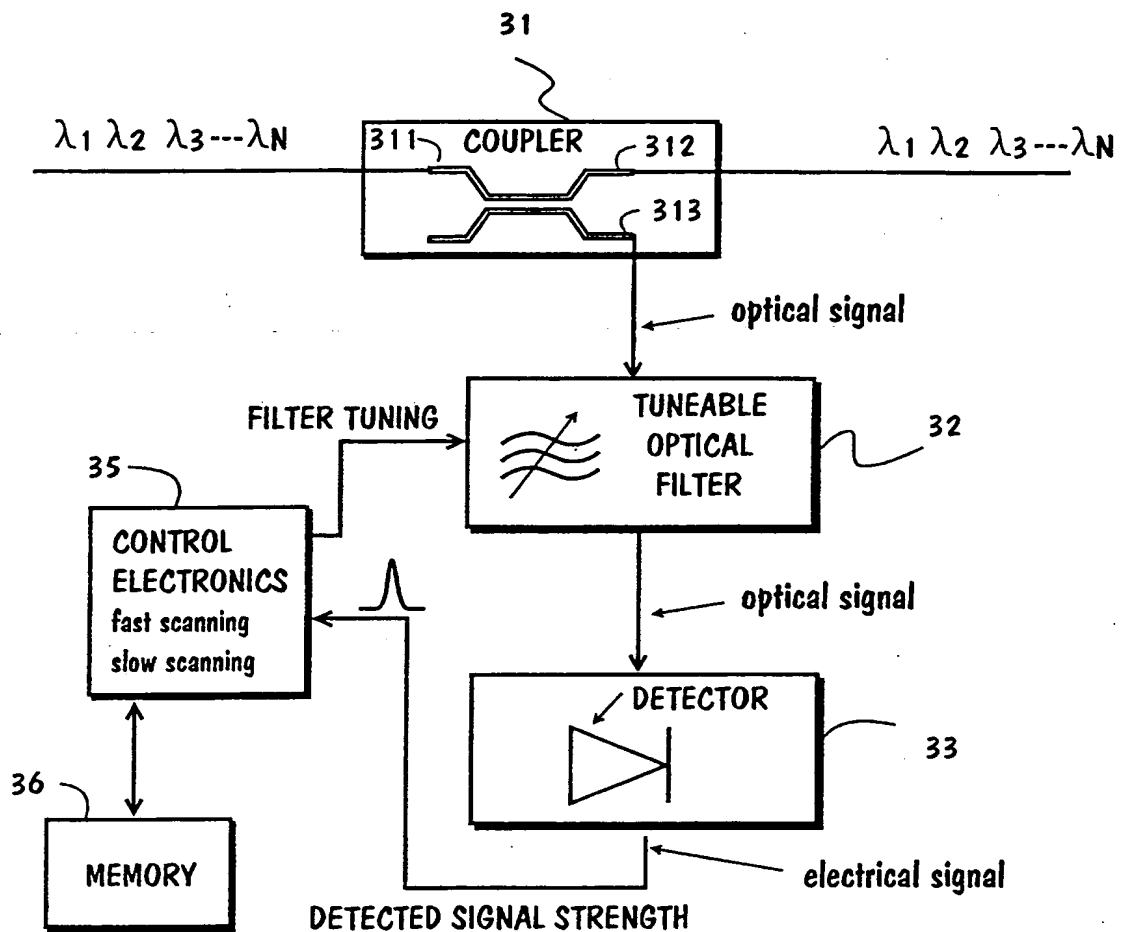 31
λ1 λ2 λ3---λN
311
COUPLER
312
313
λ1 λ2 λ3---λN
optical signal
FILTER TUNING
TUNEABLE
OPTICAL
FILTER
32
35
CONTROL
ELECTRONICS
fast scanning
slow scanning
optical signal
DETECTOR
33
36
MEMORY
electrical signal
DETECTED SIGNAL STRENGTH